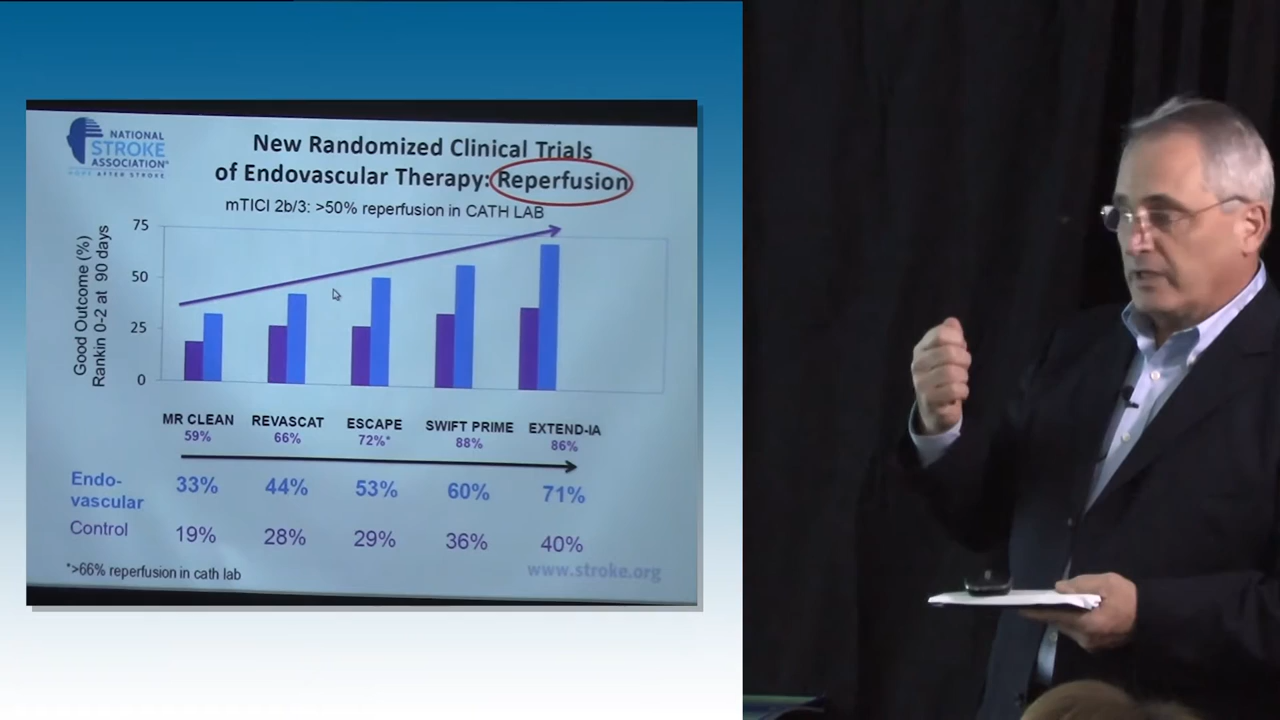 NATIONAL
STROKE
ASSOCIATION®
HOPE AFTER STROKE
New Randomized Clinical Trials
of Endovascular Therapy: Reperfusion
mTICI 2b/3: >50% reperfusion in CATH LAB
Good Outcome (%)
Rankin 0-2 at 90 days
75
50
25
0
MR CLEAN REVASCAT ESCAPE SWIFT PRIME EXTEND-IA
59% 66% 72%* 88% 86%
Endo-
vascular 33% 44% 53% 60% 71%
Control 19% 28% 29% 36% 40%
*>66% reperfusion in cath lab
www.stroke.org